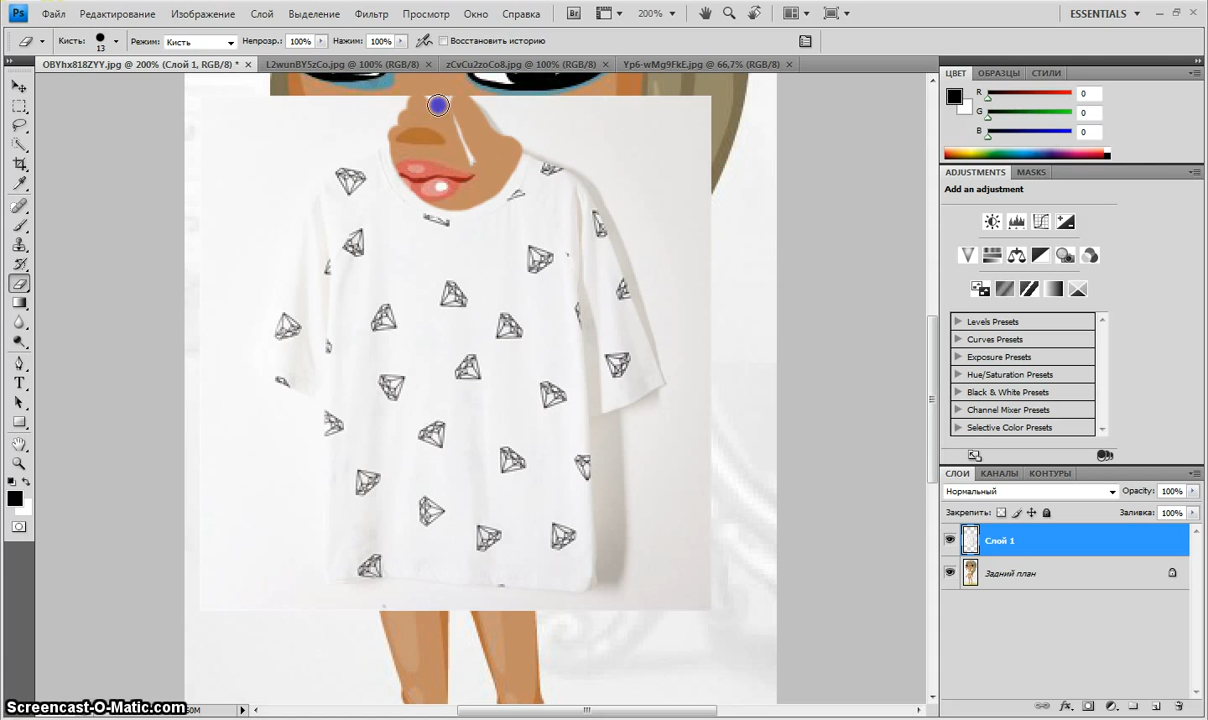 Ps Файл Редактирование Изображение Слой Выделение Фильтр Просмотр Окно Справка Br 200% ESSENTIALS
Кисть: 13 Режим: Кисть Непрозр.: 100% Нажим: 100% Восстановить историю
OBYhx818ZYY.jpg @ 200% (Слой 1, RGB/8) * L2wunBY5zCo.jpg @ 100% (RGB/8) zCvCu2zoCo8.jpg @ 100% (RGB/8) Yp6-wMg9FkE.jpg @ 66,7% (RGB/8)
ЦВЕТ ОБРАЗЦЫ СТИЛИ
R 0
G 0
B 0
ADJUSTMENTS MASKS
Add an adjustment
Levels Presets
Curves Presets
Exposure Presets
Hue/Saturation Presets
Black & White Presets
Channel Mixer Presets
Selective Color Presets
СЛОИ КАНАЛЫ КОНТУРЫ
Нормальный Opacity: 100%
Закрепить: Заливка: 100%
Слой 1
Задний план
Screencast-O-Matic.com